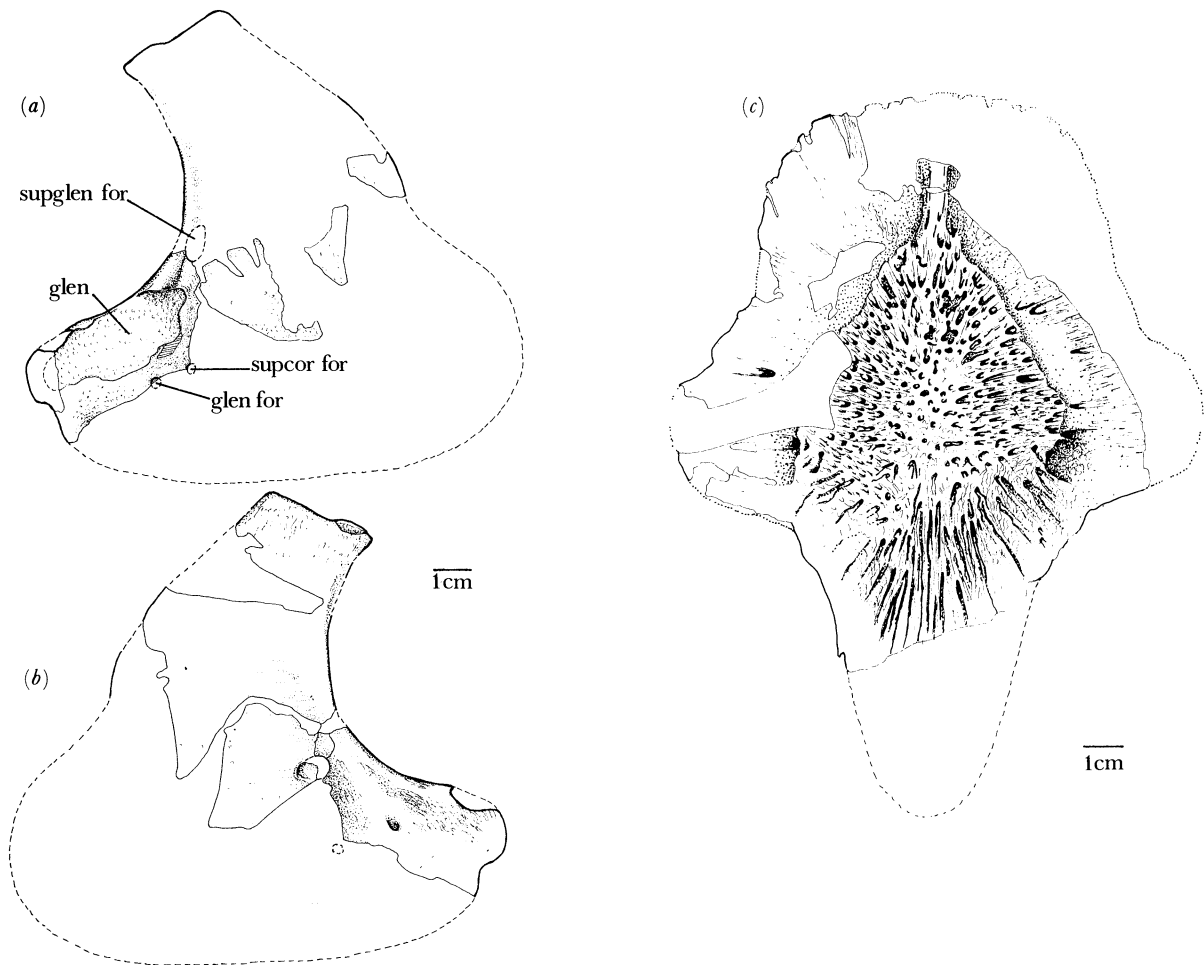 (a)
supglen for
glen
supcor for
glen for
(b)
1cm
(c)
1cm